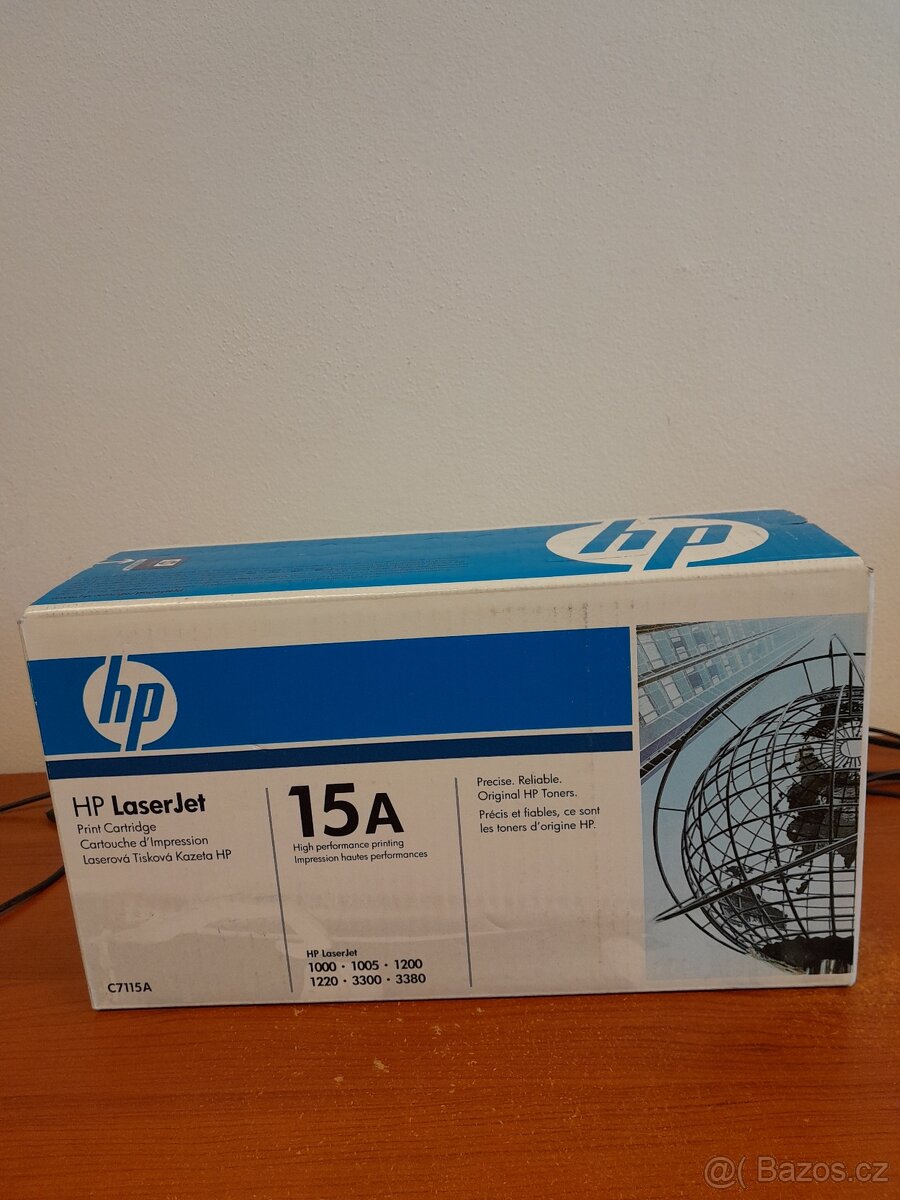 hp
hp
HP LaserJet
Print Cartridge
Cartouche d'Impression
Laserová Tisková Kazeta HP
C7115A
15A
High performance printing
Impression hautes performances
HP LaserJet
1000 · 1005 · 1200
1220 · 3300 · 3380
Precise. Reliable.
Original HP Toners.
Précis et fiables, ce sont
les toners d'origine HP.
@( Bazos.cz